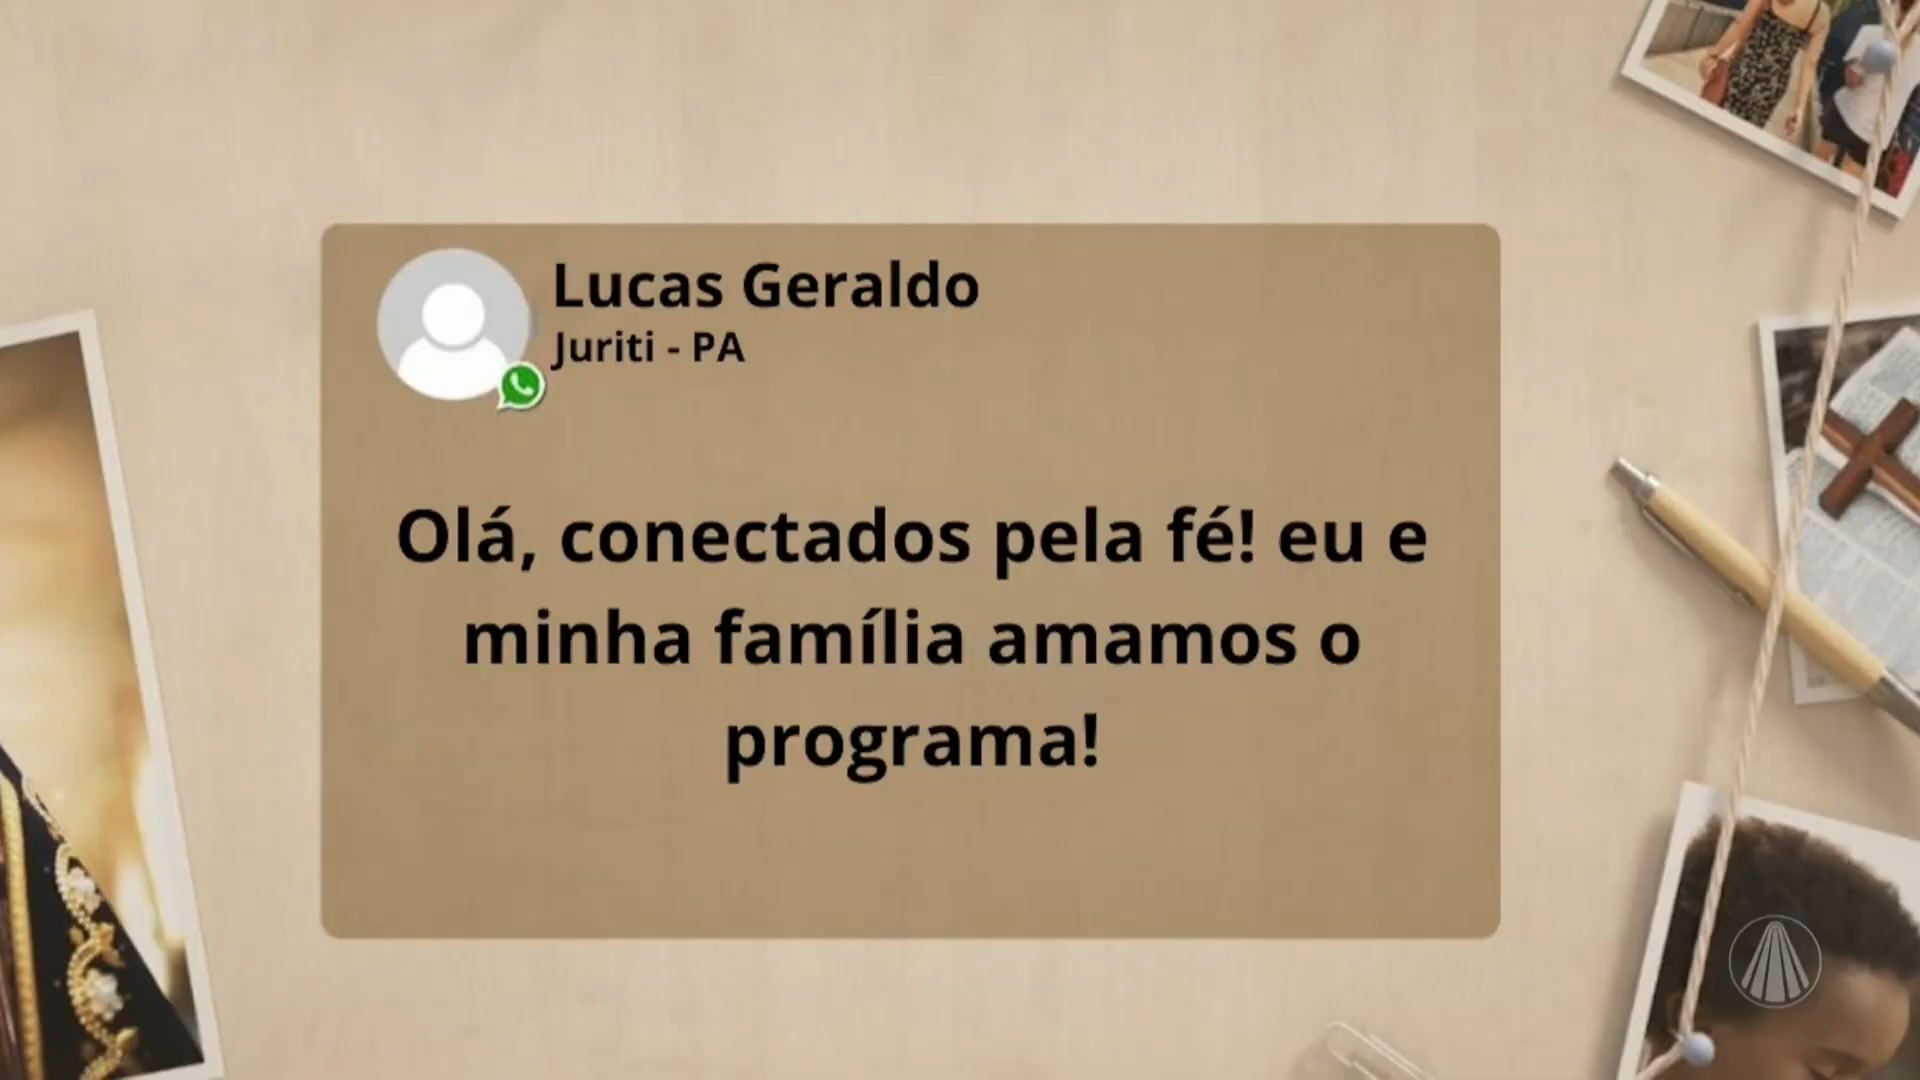 Lucas Geraldo
Juriti - PA
Olá, conectados pela fé! eu e
minha família amamos o
programa!